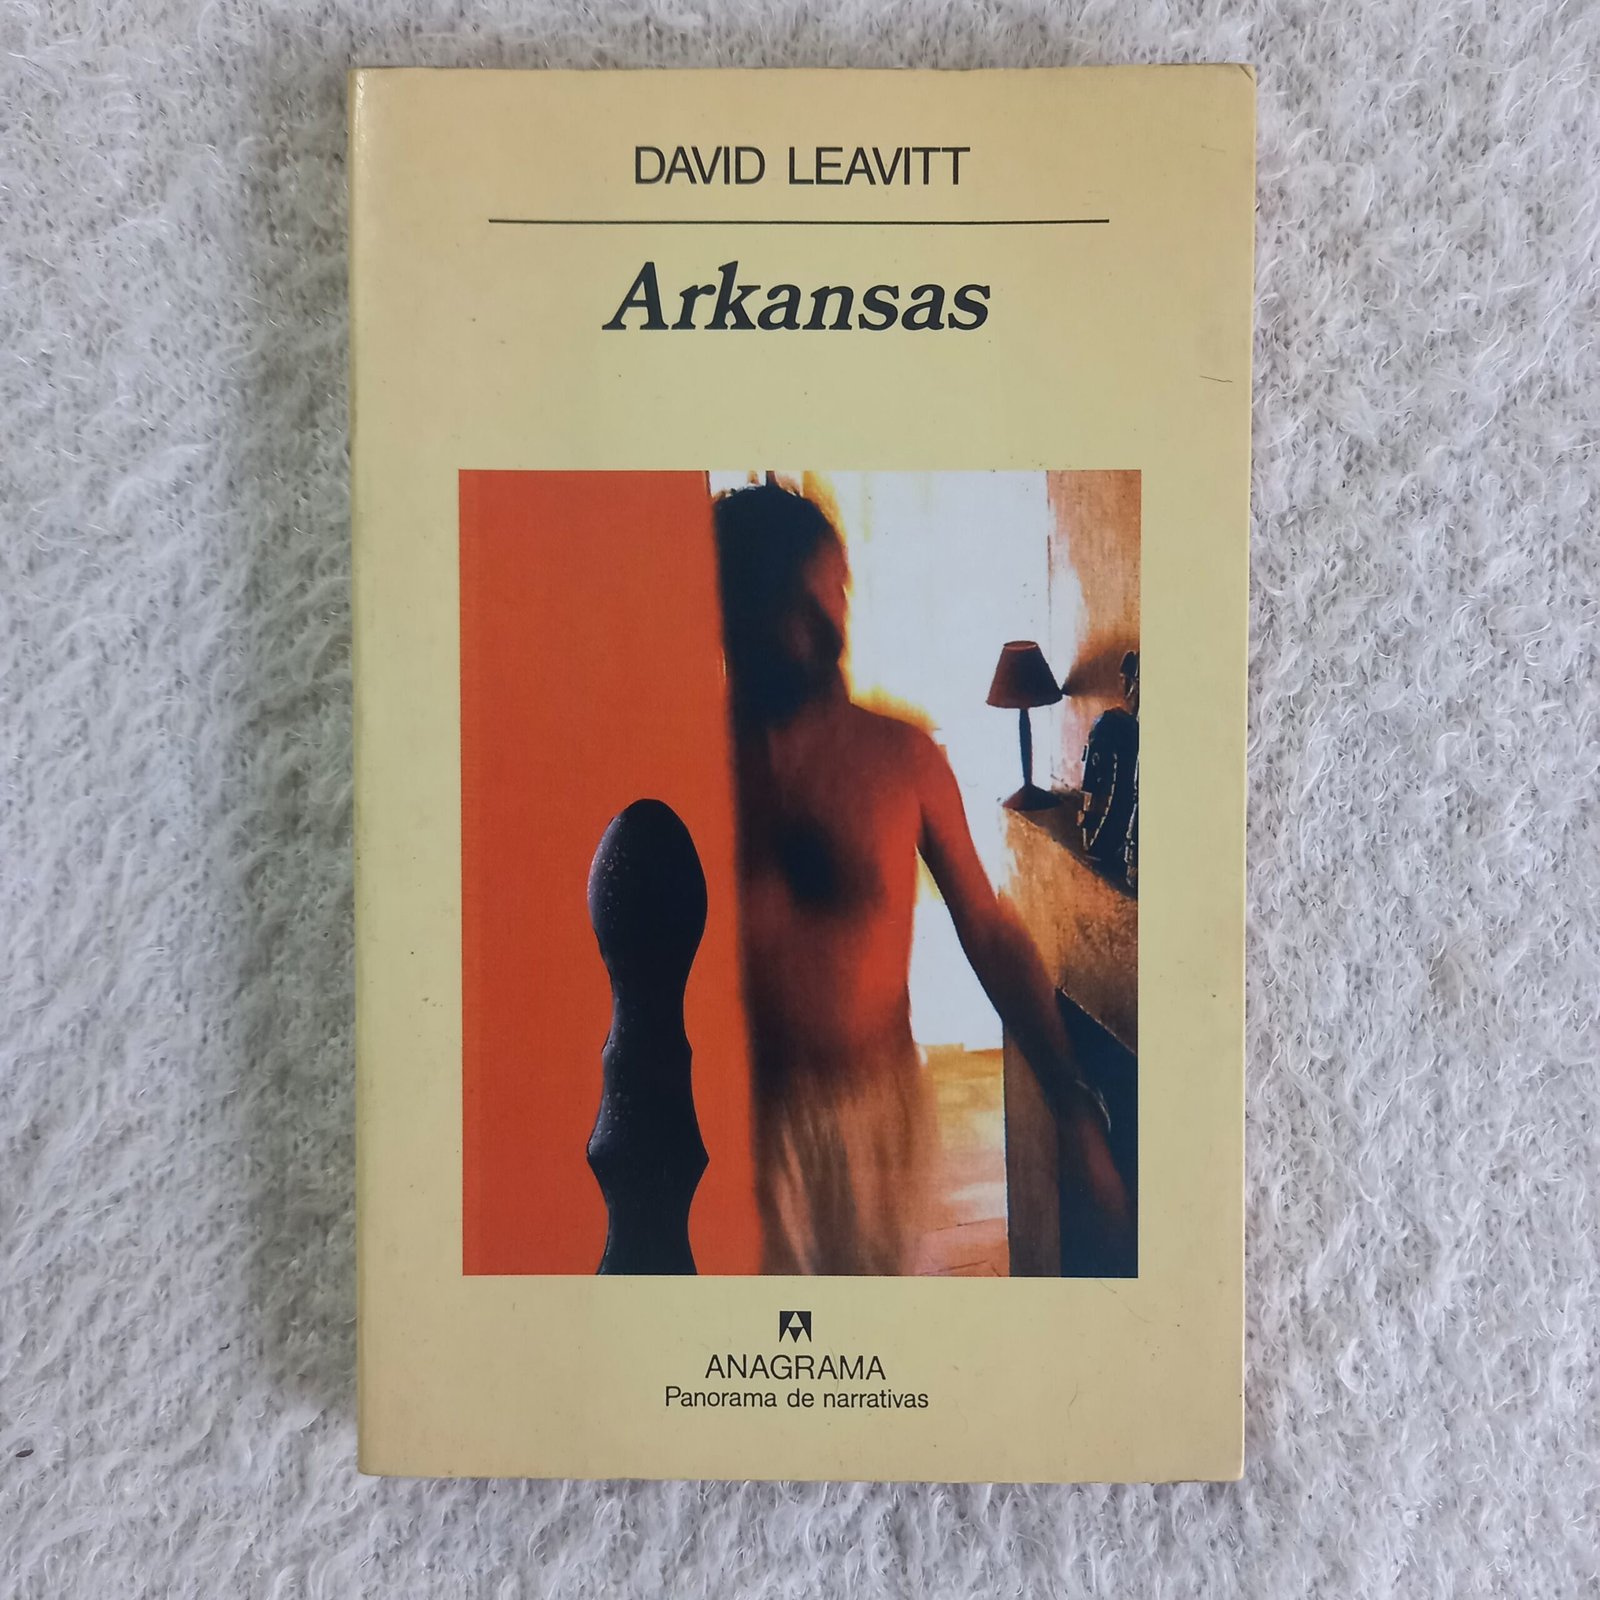 DAVID LEAVITT
Arkansas
ANAGRAMA
Panorama de narrativas